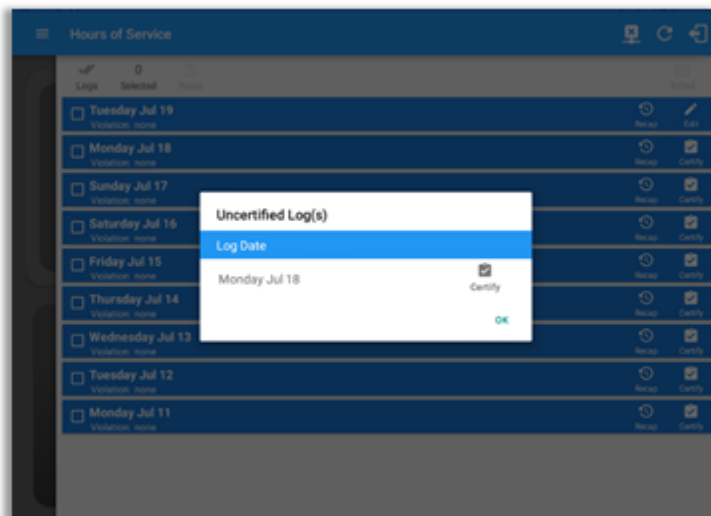 Hours of Service
Logs
0
Selected
Tuesday Jul 19
Violation: none
Recap
Edit
Monday Jul 18
Violation: none
Recap
Certify
Sunday Jul 17
Violation: none
Recap
Certify
Saturday Jul 16
Violation: none
Recap
Certify
Friday Jul 15
Violation: none
Recap
Certify
Thursday Jul 14
Violation: none
Recap
Certify
Wednesday Jul 13
Violation: none
Recap
Certify
Tuesday Jul 12
Violation: none
Recap
Certify
Monday Jul 11
Violation: none
Recap
Certify
Uncertified Log(s)
Log Date
Monday Jul 18
Certify
OK